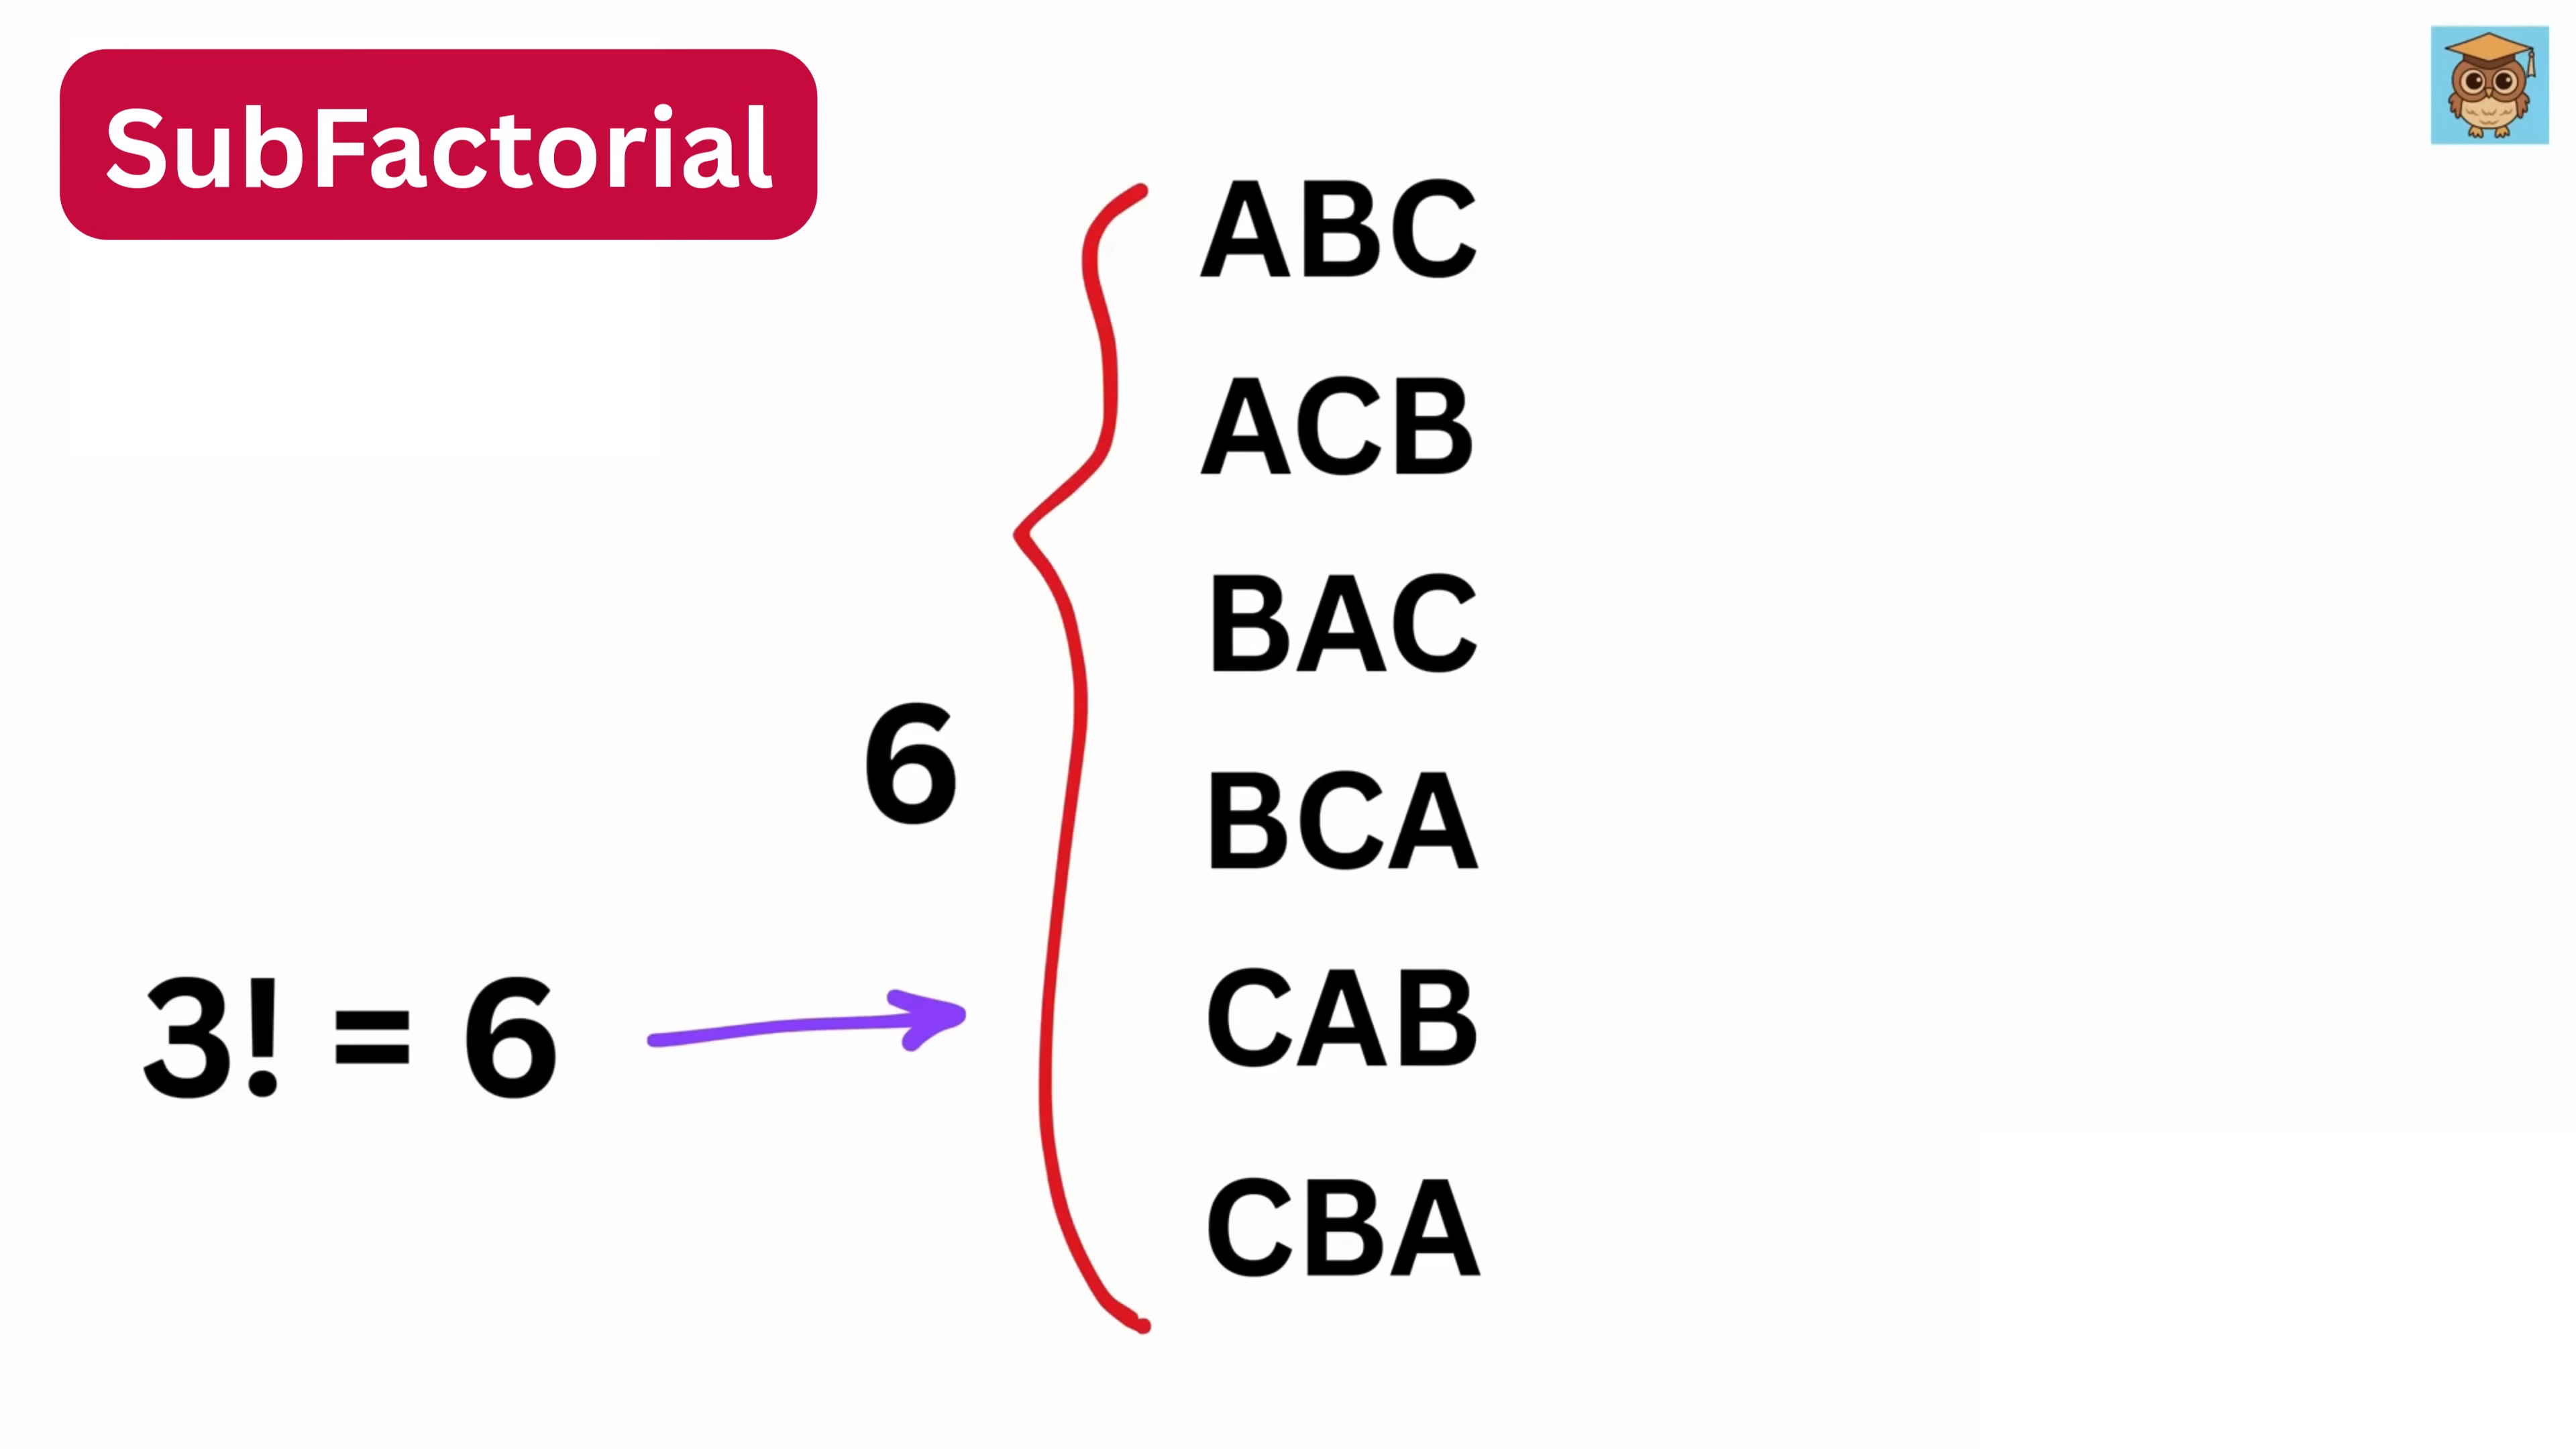 SubFactorial
ABC
ACB
BAC
6
BCA
3! = 6
CAB
CBA